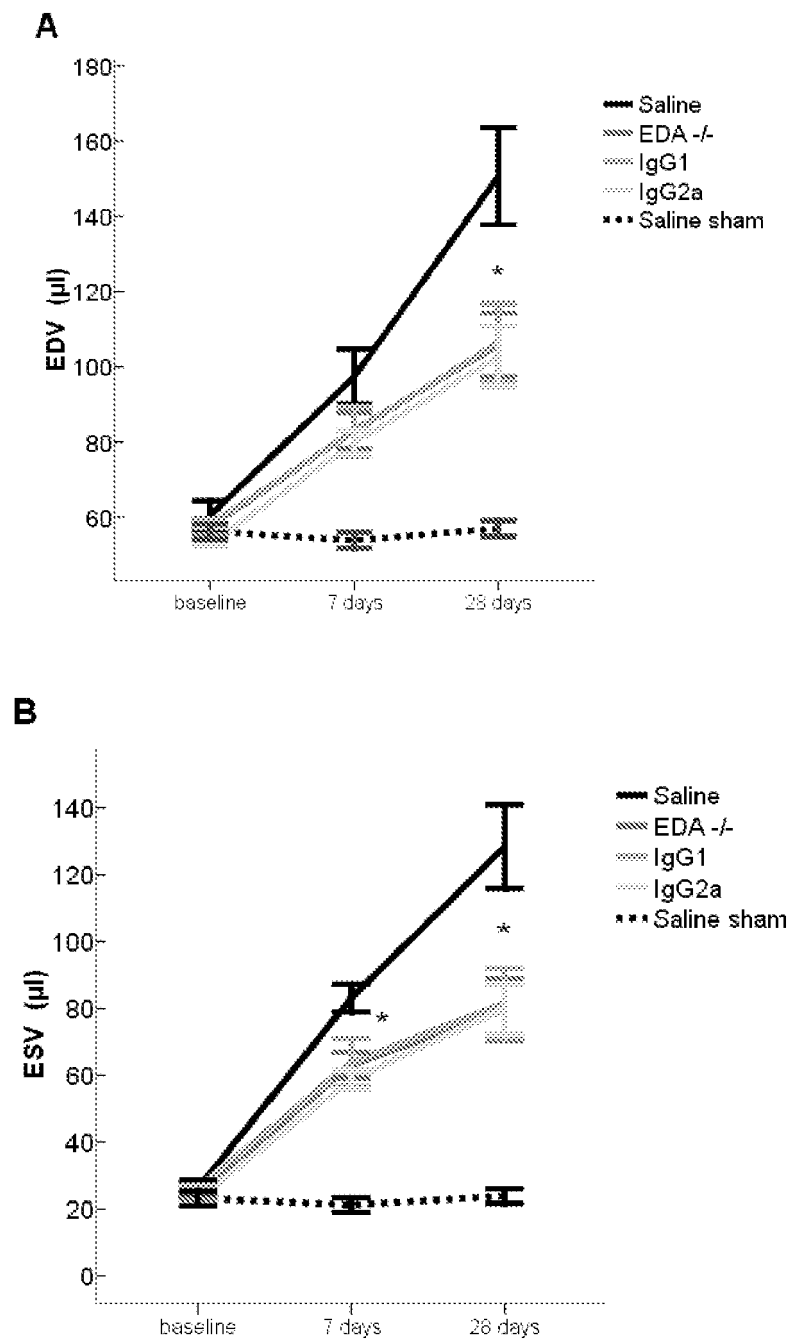 A
180
160
140
120
100
80
60
EDV (µl)
baseline
7 days
28 days
Saline
EDA -/-
IgG1
IgG2a
Saline sham
*
B
140
120
100
80
60
40
20
0
ESV (µl)
baseline
7 days
28 days
Saline
EDA -/-
IgG1
IgG2a
Saline sham
*
*